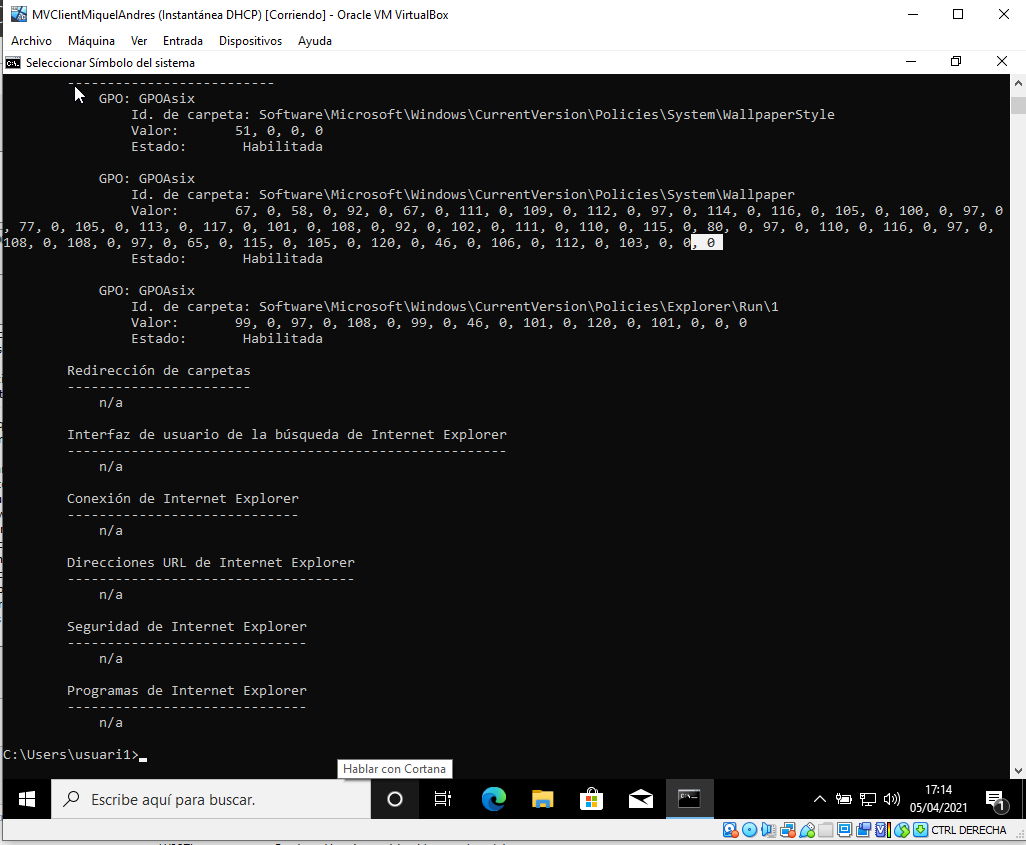 MVClientMiquelAndres (Instantánea DHCP) [Corriendo] - Oracle VM VirtualBox
Archivo Máquina Ver Entrada Dispositivos Ayuda
Seleccionar Símbolo del sistema
--------------------------
GPO: GPOAsix
Id. de carpeta: Software\Microsoft\Windows\CurrentVersion\Policies\System\WallpaperStyle
Valor: 51, 0, 0, 0
Estado: Habilitada
GPO: GPOAsix
Id. de carpeta: Software\Microsoft\Windows\CurrentVersion\Policies\System\Wallpaper
Valor: 67, 0, 58, 0, 92, 0, 67, 0, 111, 0, 109, 0, 112, 0, 97, 0, 114, 0, 116, 0, 105, 0, 100, 0, 97, 0
, 77, 0, 105, 0, 113, 0, 117, 0, 101, 0, 108, 0, 92, 0, 102, 0, 111, 0, 110, 0, 115, 0, 80, 0, 97, 0, 110, 0, 116, 0, 97, 0,
108, 0, 108, 0, 97, 0, 65, 0, 115, 0, 105, 0, 120, 0, 46, 0, 106, 0, 112, 0, 103, 0, 0, 0
Estado: Habilitada
GPO: GPOAsix
Id. de carpeta: Software\Microsoft\Windows\CurrentVersion\Policies\Explorer\Run\1
Valor: 99, 0, 97, 0, 108, 0, 99, 0, 46, 0, 101, 0, 120, 0, 101, 0, 0, 0
Estado: Habilitada
Redirección de carpetas
-----------------------
n/a
Interfaz de usuario de la búsqueda de Internet Explorer
-------------------------------------------------------
n/a
Conexión de Internet Explorer
-----------------------------
n/a
Direcciones URL de Internet Explorer
------------------------------------
n/a
Seguridad de Internet Explorer
------------------------------
n/a
Programas de Internet Explorer
------------------------------
n/a
C:\Users\usuari1>
Hablar con Cortana
Escribe aquí para buscar.
17:14
05/04/2021
1
CTRL DERECHA